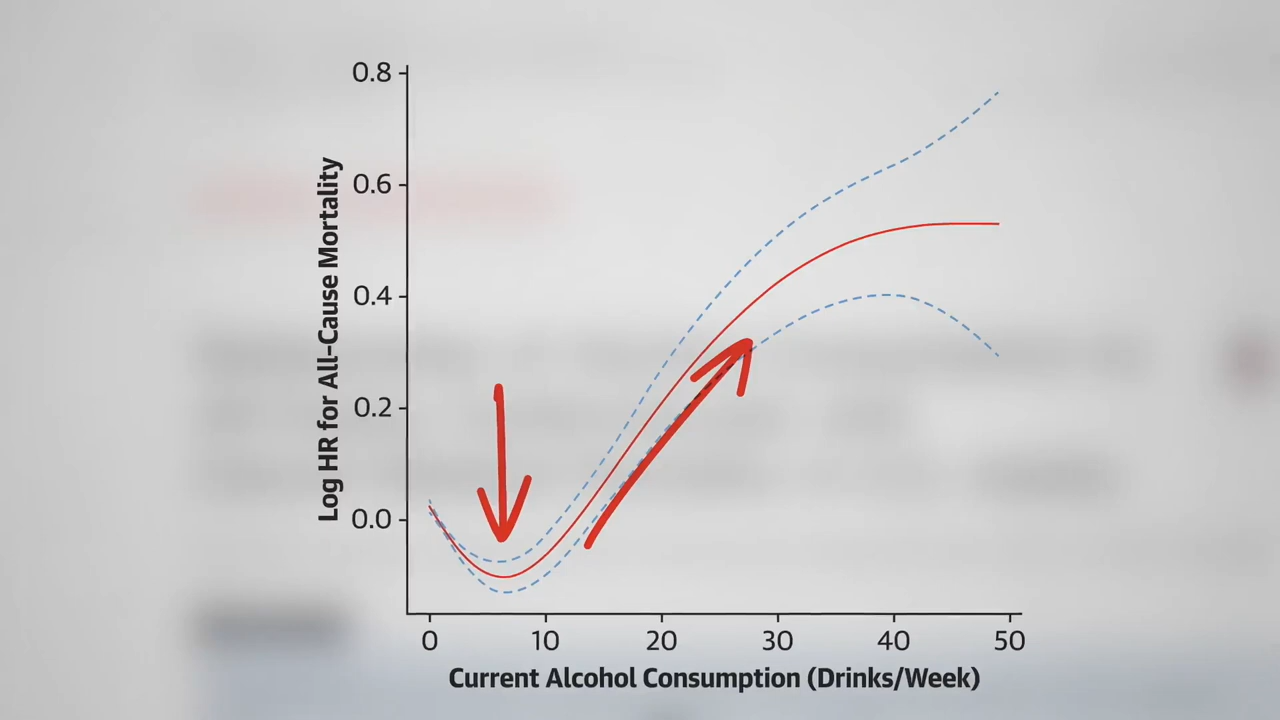 0.8
0.6
0.4
0.2
0.0
Log HR for All-Cause Mortality
0 10 20 30 40 50
Current Alcohol Consumption (Drinks/Week)